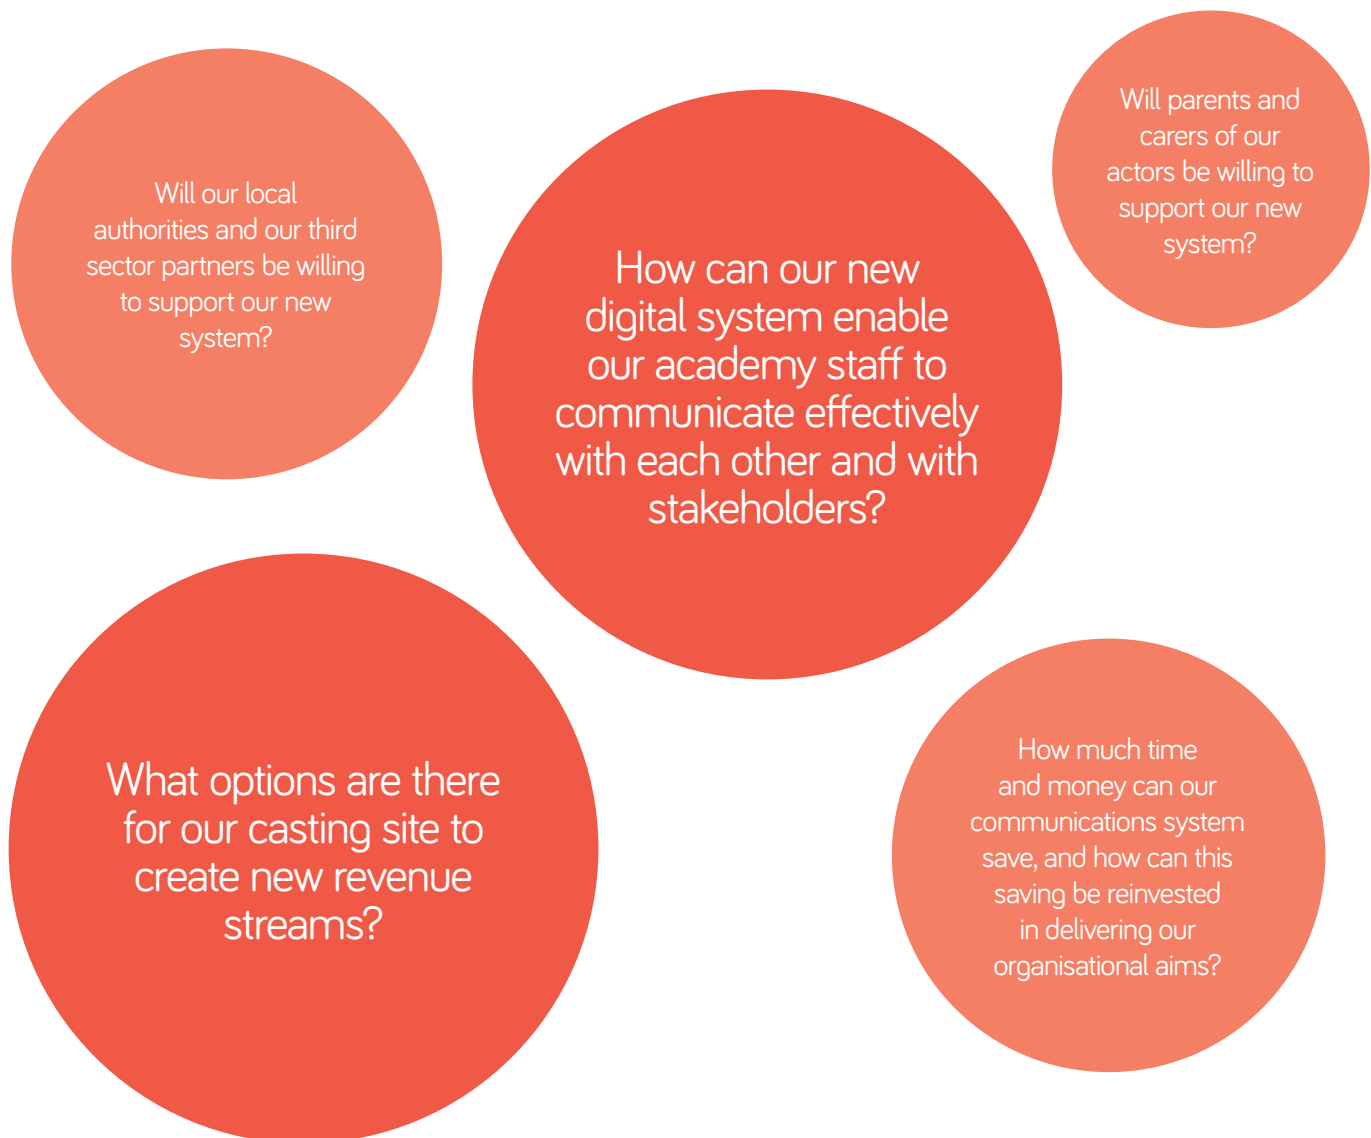 Will our local
authorities and our third
sector partners be willing
to support our new
system?
How can our new
digital system enable
our academy staff to
communicate effectively
with each other and with
stakeholders?
Will parents and
carers of our
actors be willing to
support our new
system?
What options are there
for our casting site to
create new revenue
streams?
How much time
and money can our
communications system
save, and how can this
saving be reinvested
in delivering our
organisational aims?